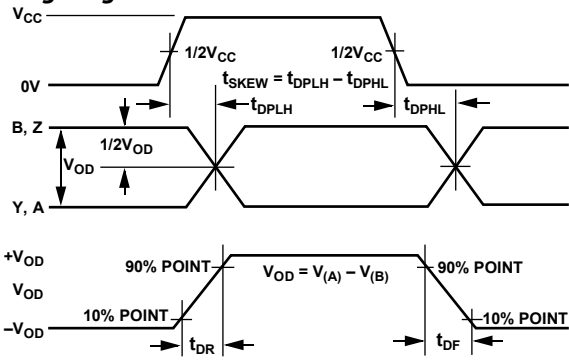 VCC
1/2VCC
1/2VCC
0V
tSKEW = tDPLH – tDPHL
tDPLH
tDPHL
B, Z
1/2VOD
VOD
Y, A
+VOD
90% POINT
VOD = V(A) – V(B)
90% POINT
VOD
10% POINT
10% POINT
–VOD
tDR
tDF